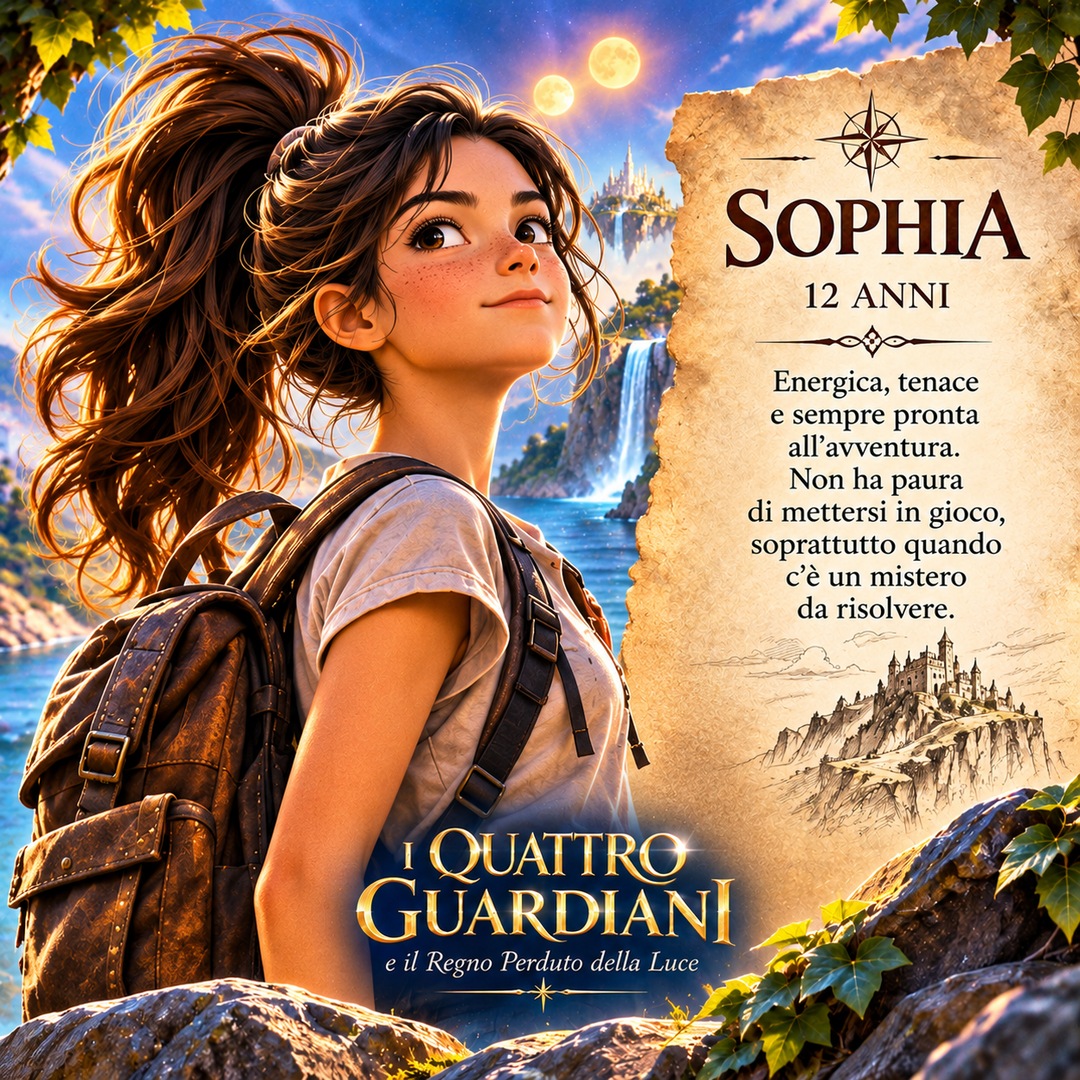 SOPHIA
12 ANNI
Energica, tenace
e sempre pronta
all’avventura.
Non ha paura
di mettersi in gioco,
soprattutto quando
c’è un mistero
da risolvere.
I QUATTRO
GUARDIANI
e il Regno Perduto della Luce